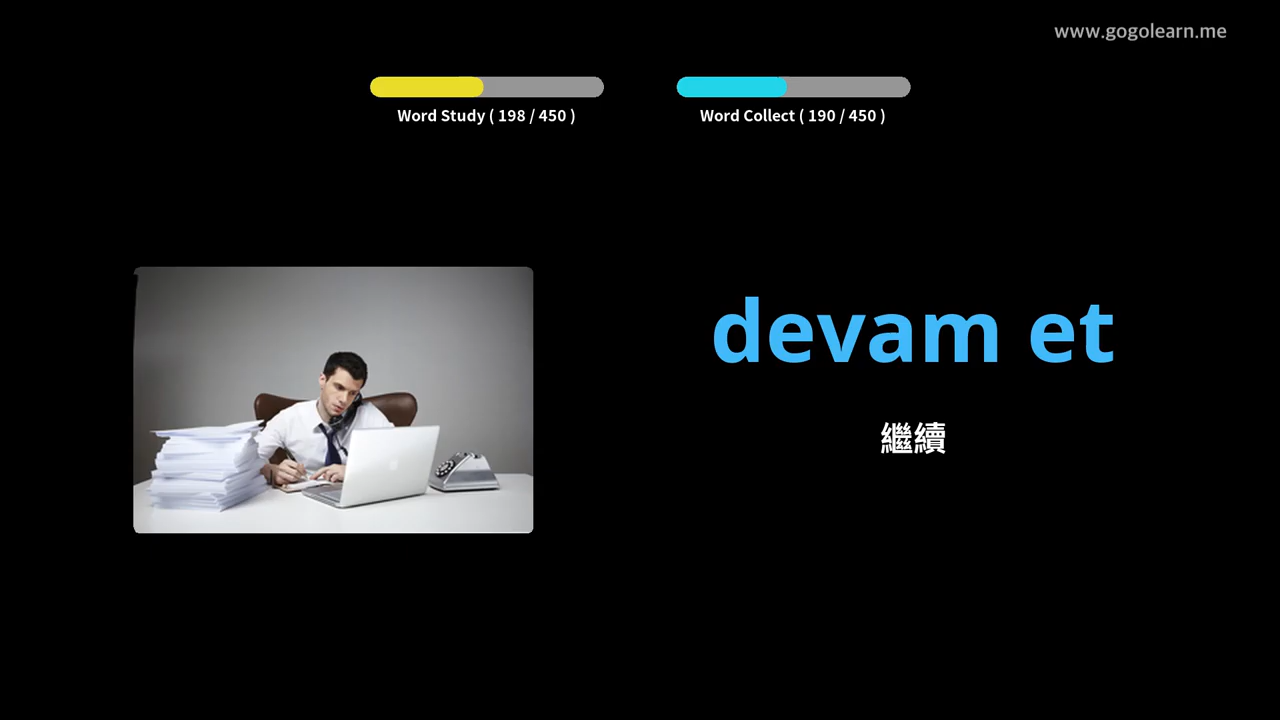 www.gogolearn.me
Word Study ( 198 / 450 )
Word Collect ( 190 / 450 )
devam et
繼續